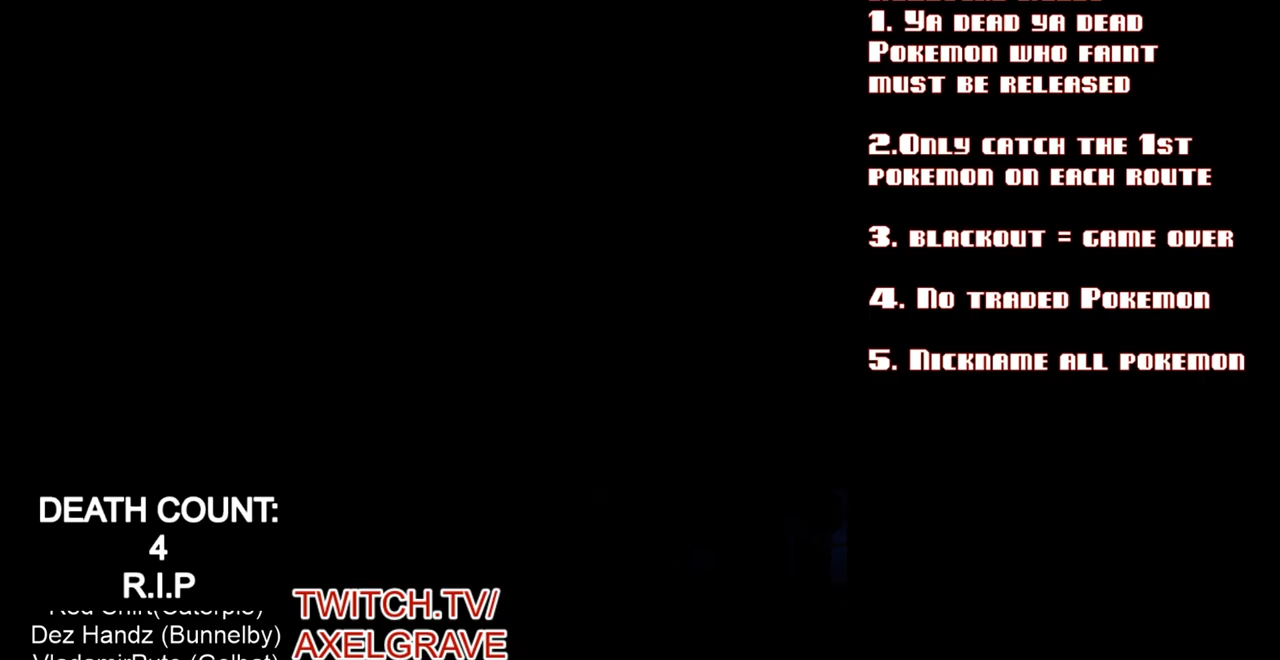 1. Ya dead ya dead
Pokemon who faint
must be released
2.Only catch the 1st
pokemon on each route
3. blackout = game over
4. No traded Pokemon
5. Nickname all pokemon
DEATH COUNT:
4
R.I.P
Dez Handz (Bunnelby)
TWITCH.TV/
AXELGRAVE